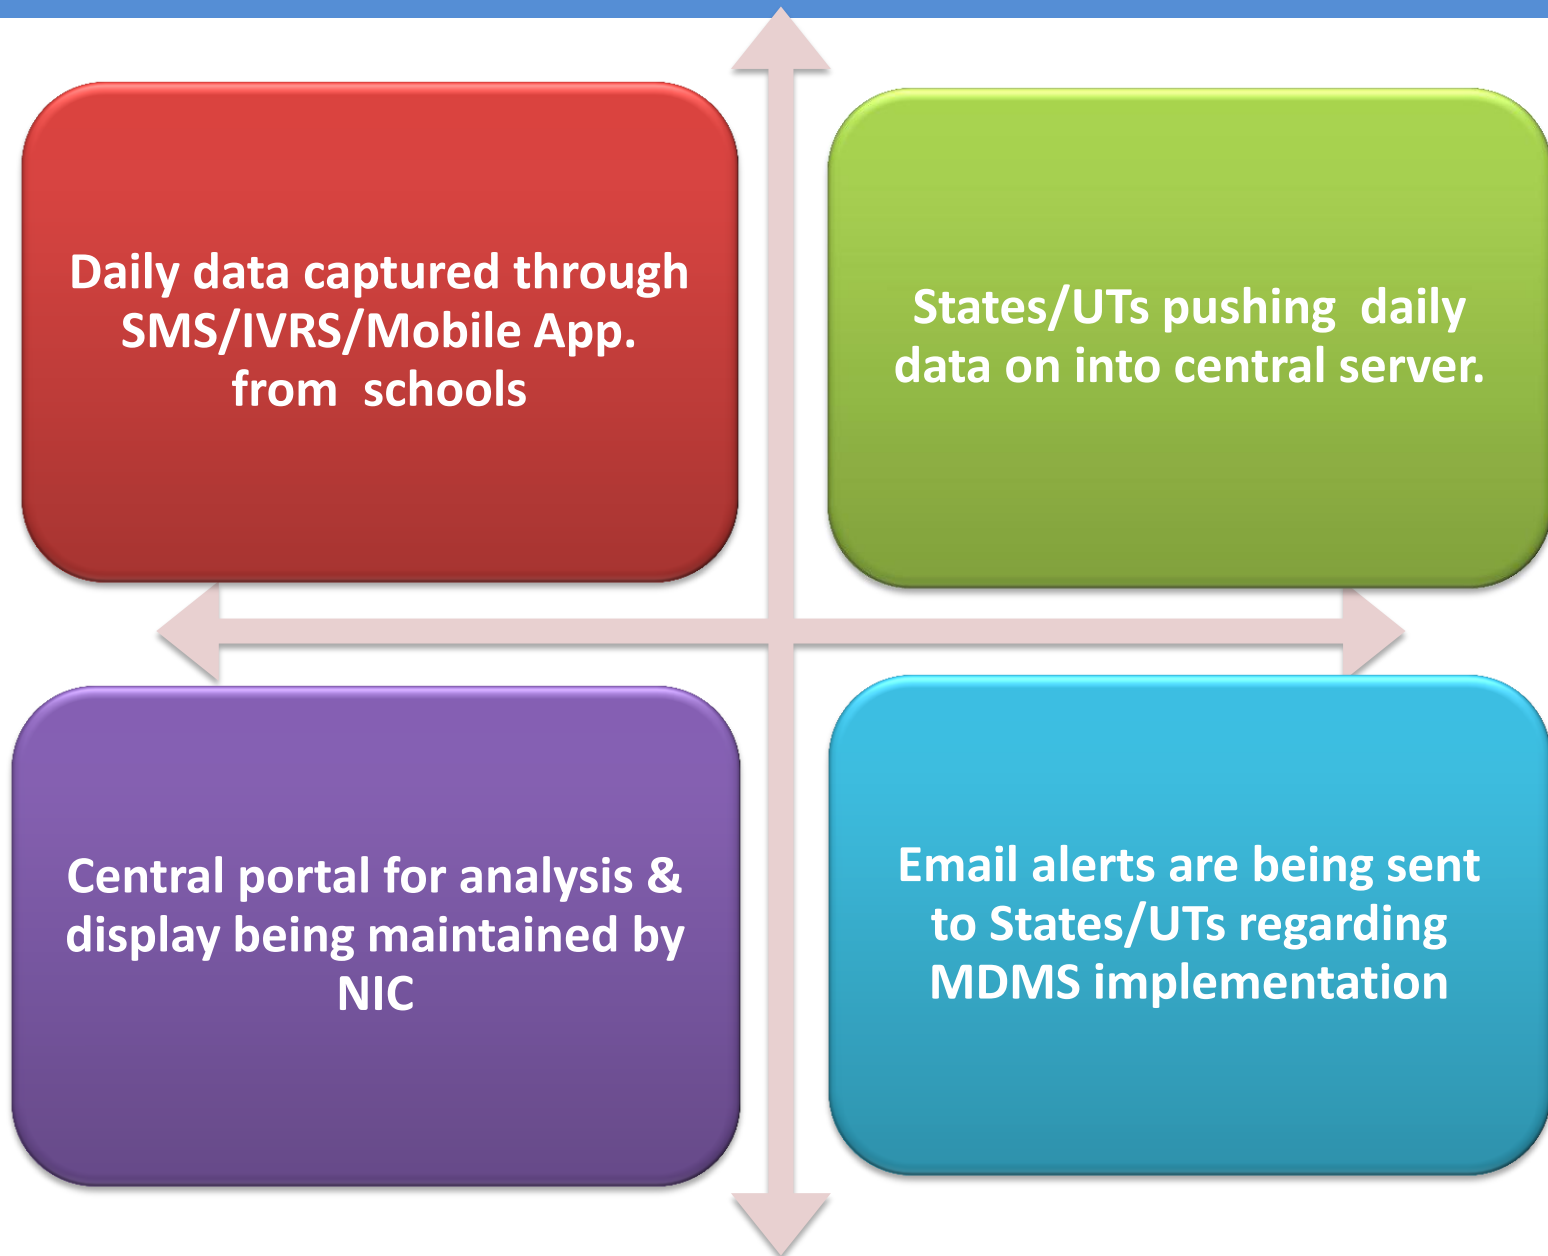 Daily data captured through
SMS/IVRS/Mobile App.
from  schools
States/UTs pushing  daily
data on into central server.
Central portal for analysis &
display being maintained by
NIC
Email alerts are being sent
to States/UTs regarding
MDMS implementation